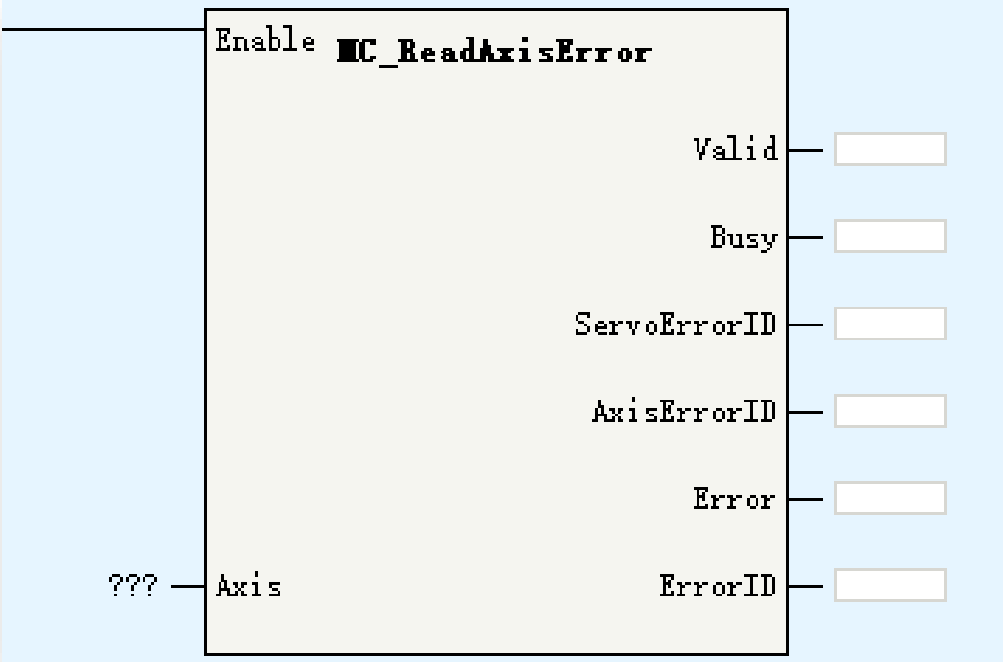 Enable MC_ReadAxisError
Valid
Busy
ServoErrorID
AxisErrorID
Error
??? Axis ErrorID